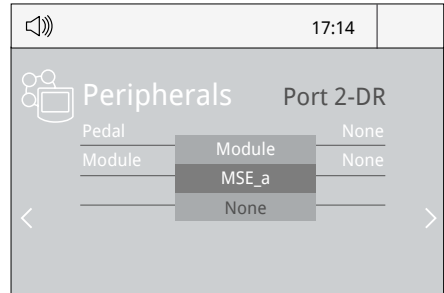 17:14
Peripherals Port 2-DR
Pedal None
Module None
Module
MSE_a
None